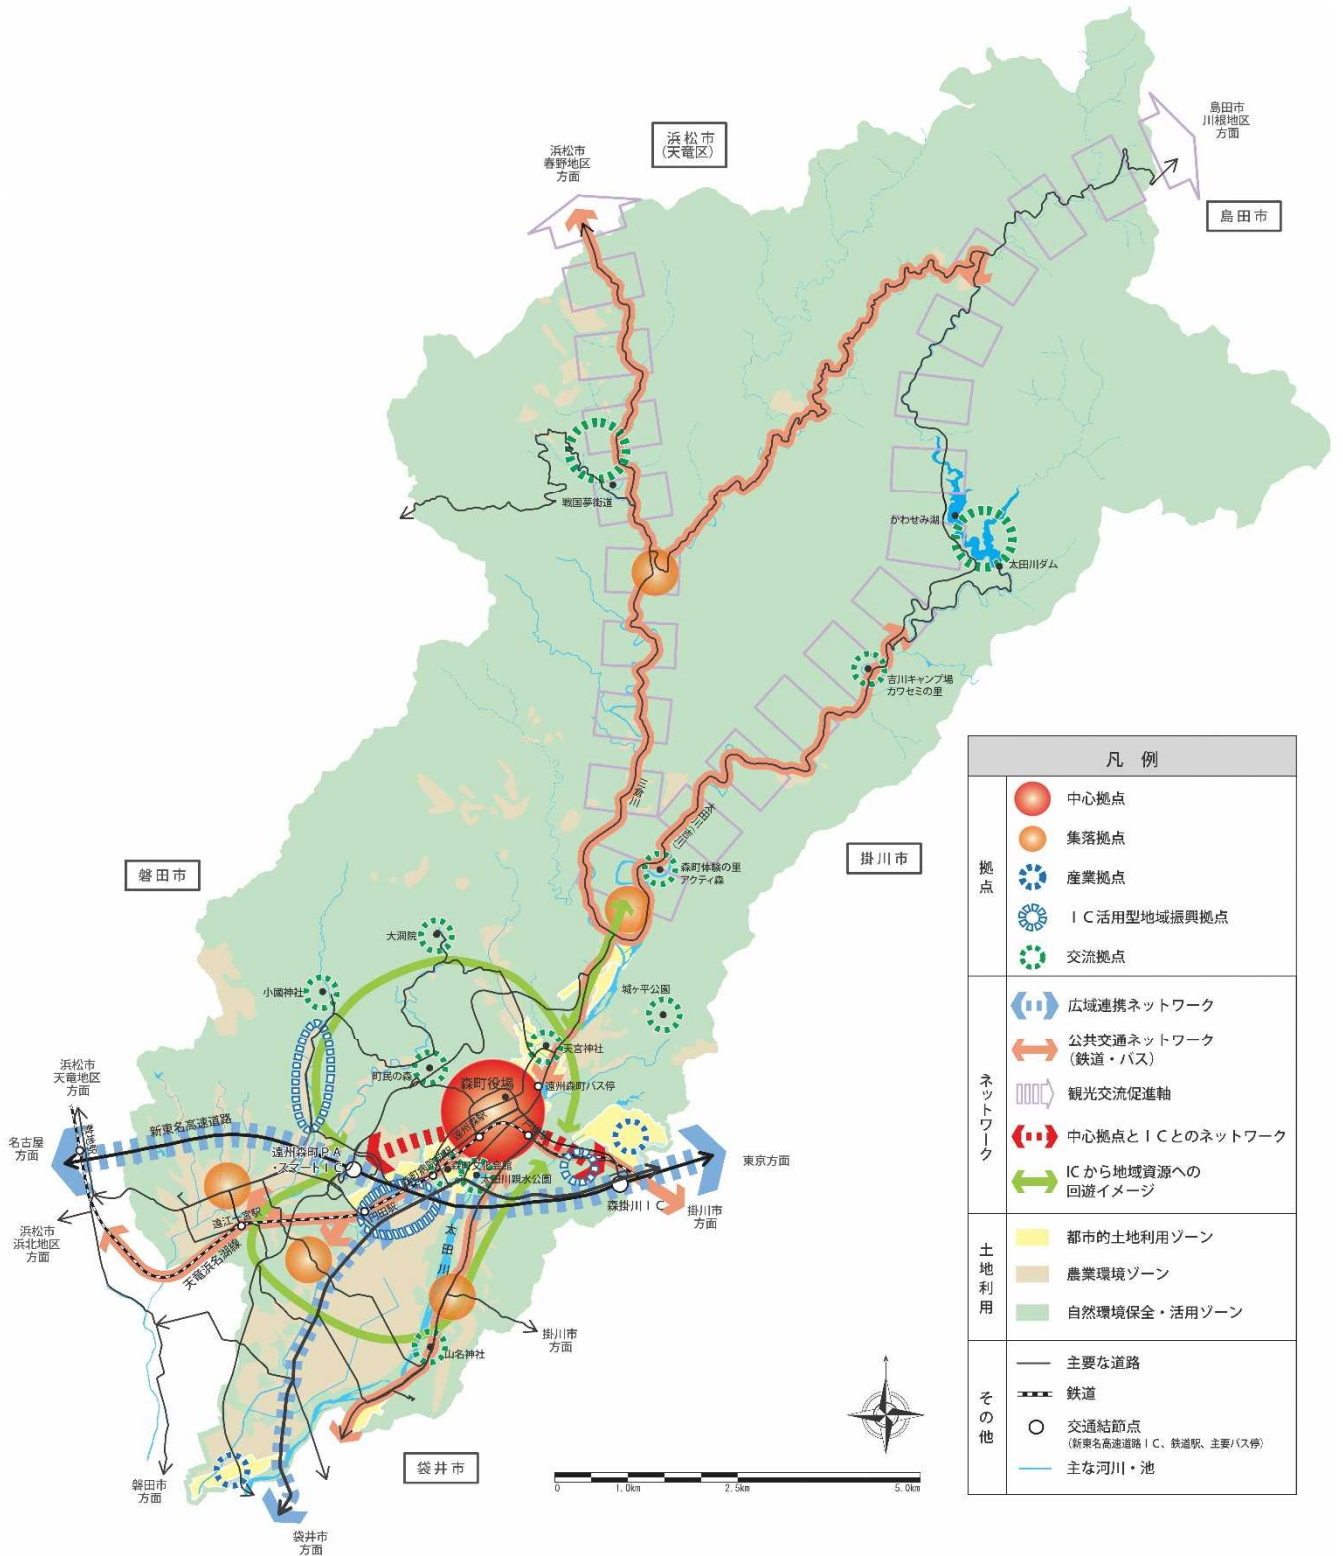 島田市
川根地区
方面
浜松市
(天竜区)
浜松市
春野地区
方面
島田市
戦国夢街道
かわせみ湖
太田川ダム
吉川キャンプ場
カワセミの里
三倉川
太田川(吉川)
森町体験の里
アクティ森
掛川市
磐田市
大洞院
小國神社
城ヶ平公園
天宮神社
町民の森
森町役場
遠州森町バス停
浜松市
天竜地区
方面
敷地駅
新東名高速道路
名古屋
方面
遠州森町PA
・スマートIC
遠州森駅
森町文化会館
太田川親水公園
東京方面
森掛川IC
掛川市
方面
円田駅
遠江一宮駅
浜松市
浜北地区
方面
天竜浜名湖線
太田川
掛川市
方面
山名神社
袋井市
磐田市
方面
袋井市
方面
0 1.0km 2.5km 5.0km
凡 例
拠点
中心拠点
集落拠点
産業拠点
IC活用型地域振興拠点
交流拠点
ネットワーク
広域連携ネットワーク
公共交通ネットワーク
(鉄道・バス)
観光交流促進軸
中心拠点とICとのネットワーク
ICから地域資源への
回遊イメージ
土地利用
都市的土地利用ゾーン
農業環境ゾーン
自然環境保全・活用ゾーン
その他
主要な道路
鉄道
交通結節点
(新東名高速道路IC、鉄道駅、主要バス停)
主な河川・池